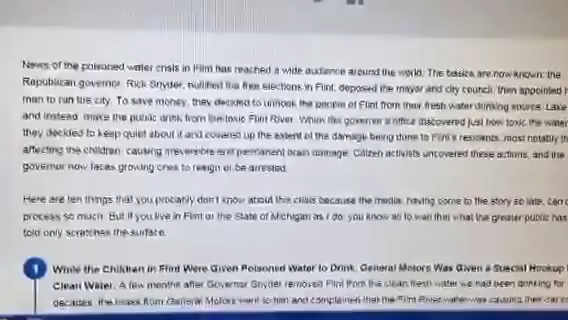 News of the poisoned water crisis in Flint has reached a wide audience around the world. The basics are now known: the
Republican governor, Rick Snyder, nullified the free elections in Flint, deposed the mayor and city council, then appointed
man to run the city. To save money, they decided to unhook the people of Flint from their fresh water drinking source, Lake
and instead, make the public drink from the toxic Flint River. When the governor's office discovered just how toxic the water
they decided to keep quiet about it and covered up the extent of the damage being done to Flint's residents, most notably
affecting the children, causing irreversible and permanent brain damage. Citizen activists uncovered these actions, and the
governor now faces growing cries to resign or be arrested.
Here are ten things that you probably don't know about this crisis because the media, having come to the story so late, can
process so much. But if you live in Flint or the State of Michigan as I do, you know all to well that what the greater public has
told only scratches the surface.
1 While the Children in Flint Were Given Poisoned Water to Drink, General Motors Was Given a Special Hookup
Clean Water. A few months after Governor Snyder removed Flint from the clean fresh water we had been drinking for
decades, the brass from General Motors went to him and complained that the Flint River water was causing their car